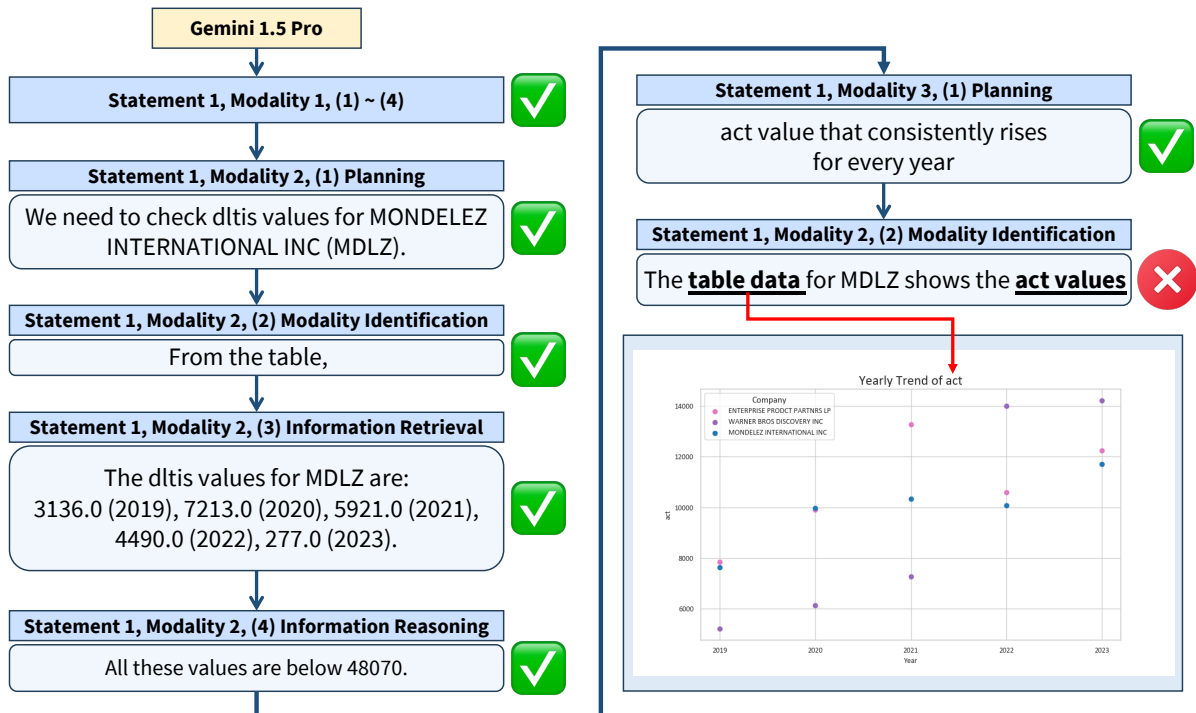 Gemini 1.5 Pro
Statement 1, Modality 1, (1) ~ (4)
Statement 1, Modality 2, (1) Planning
We need to check dltis values for MONDELEZ
INTERNATIONAL INC (MDLZ).
Statement 1, Modality 2, (2) Modality Identification
From the table,
Statement 1, Modality 2, (3) Information Retrieval
The dltis values for MDLZ are:
3136.0 (2019), 7213.0 (2020), 5921.0 (2021),
4490.0 (2022), 277.0 (2023).
Statement 1, Modality 2, (4) Information Reasoning
All these values are below 48070.
Statement 1, Modality 3, (1) Planning
act value that consistently rises
for every year
Statement 1, Modality 2, (2) Modality Identification
The table data for MDLZ shows the act values
Yearly Trend of act
Company
ENTERPRISE PRODCT PARTNRS LP
WARNER BROS DISCOVERY INC
MONDELEZ INTERNATIONAL INC
14000
12000
10000
8000
6000
act
2019 2020 2021 2022 2023
Year